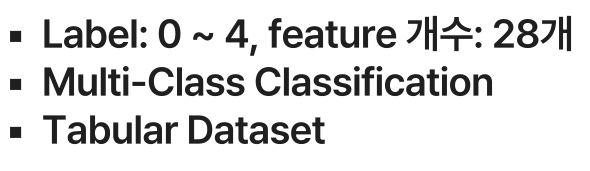 ▪ Label: 0 ~ 4, feature 개수: 28개
▪ Multi-Class Classification
▪ Tabular Dataset